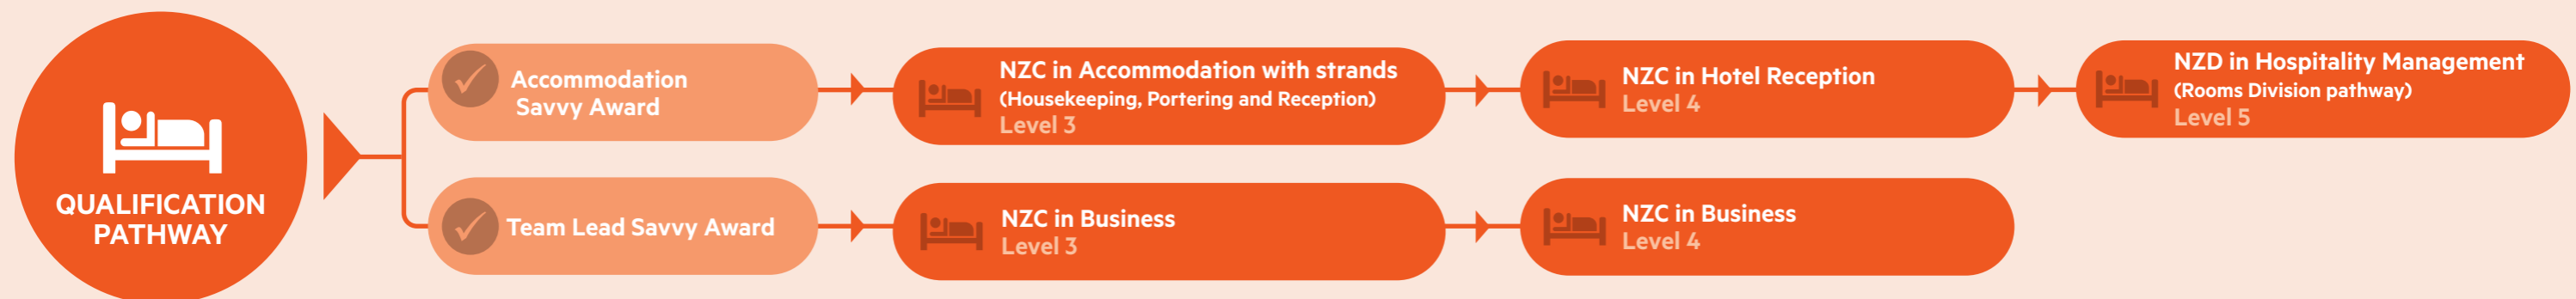 QUALIFICATION
PATHWAY
Accommodation
Savvy Award
NZC in Accommodation with strands
(Housekeeping, Portering and Reception)
Level 3
NZC in Hotel Reception
Level 4
NZD in Hospitality Management
(Rooms Division pathway)
Level 5
Team Lead Savvy Award
NZC in Business
Level 3
NZC in Business
Level 4